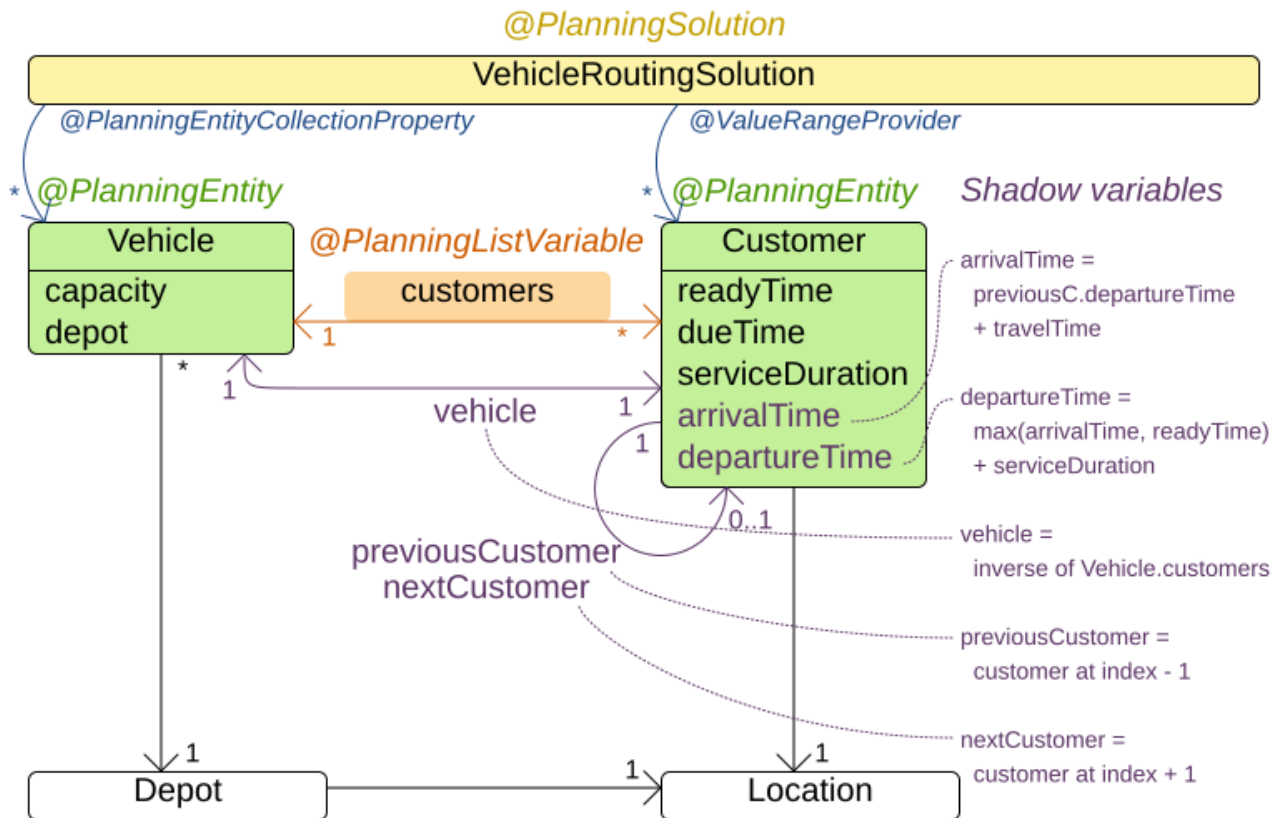 @PlanningSolution
VehicleRoutingSolution
@PlanningEntityCollectionProperty
@ValueRangeProvider
*
@PlanningEntity
*
@PlanningEntity
Shadow variables
Vehicle
capacity
depot
@PlanningListVariable
customers
1
*
Customer
readyTime
dueTime
serviceDuration
arrivalTime
departureTime
arrivalTime =
previousC.departureTime
+ travelTime
*
1
1
vehicle
1
0..1
departureTime =
max(arrivalTime, readyTime)
+ serviceDuration
previousCustomer
nextCustomer
vehicle =
inverse of Vehicle.customers
previousCustomer =
customer at index - 1
nextCustomer =
customer at index + 1
1
1
1
Depot
Location